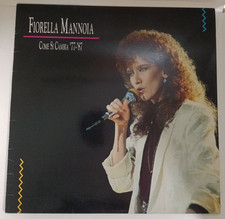 FIORELLA MANNOIA
COME SI CAMBIA '77-'87